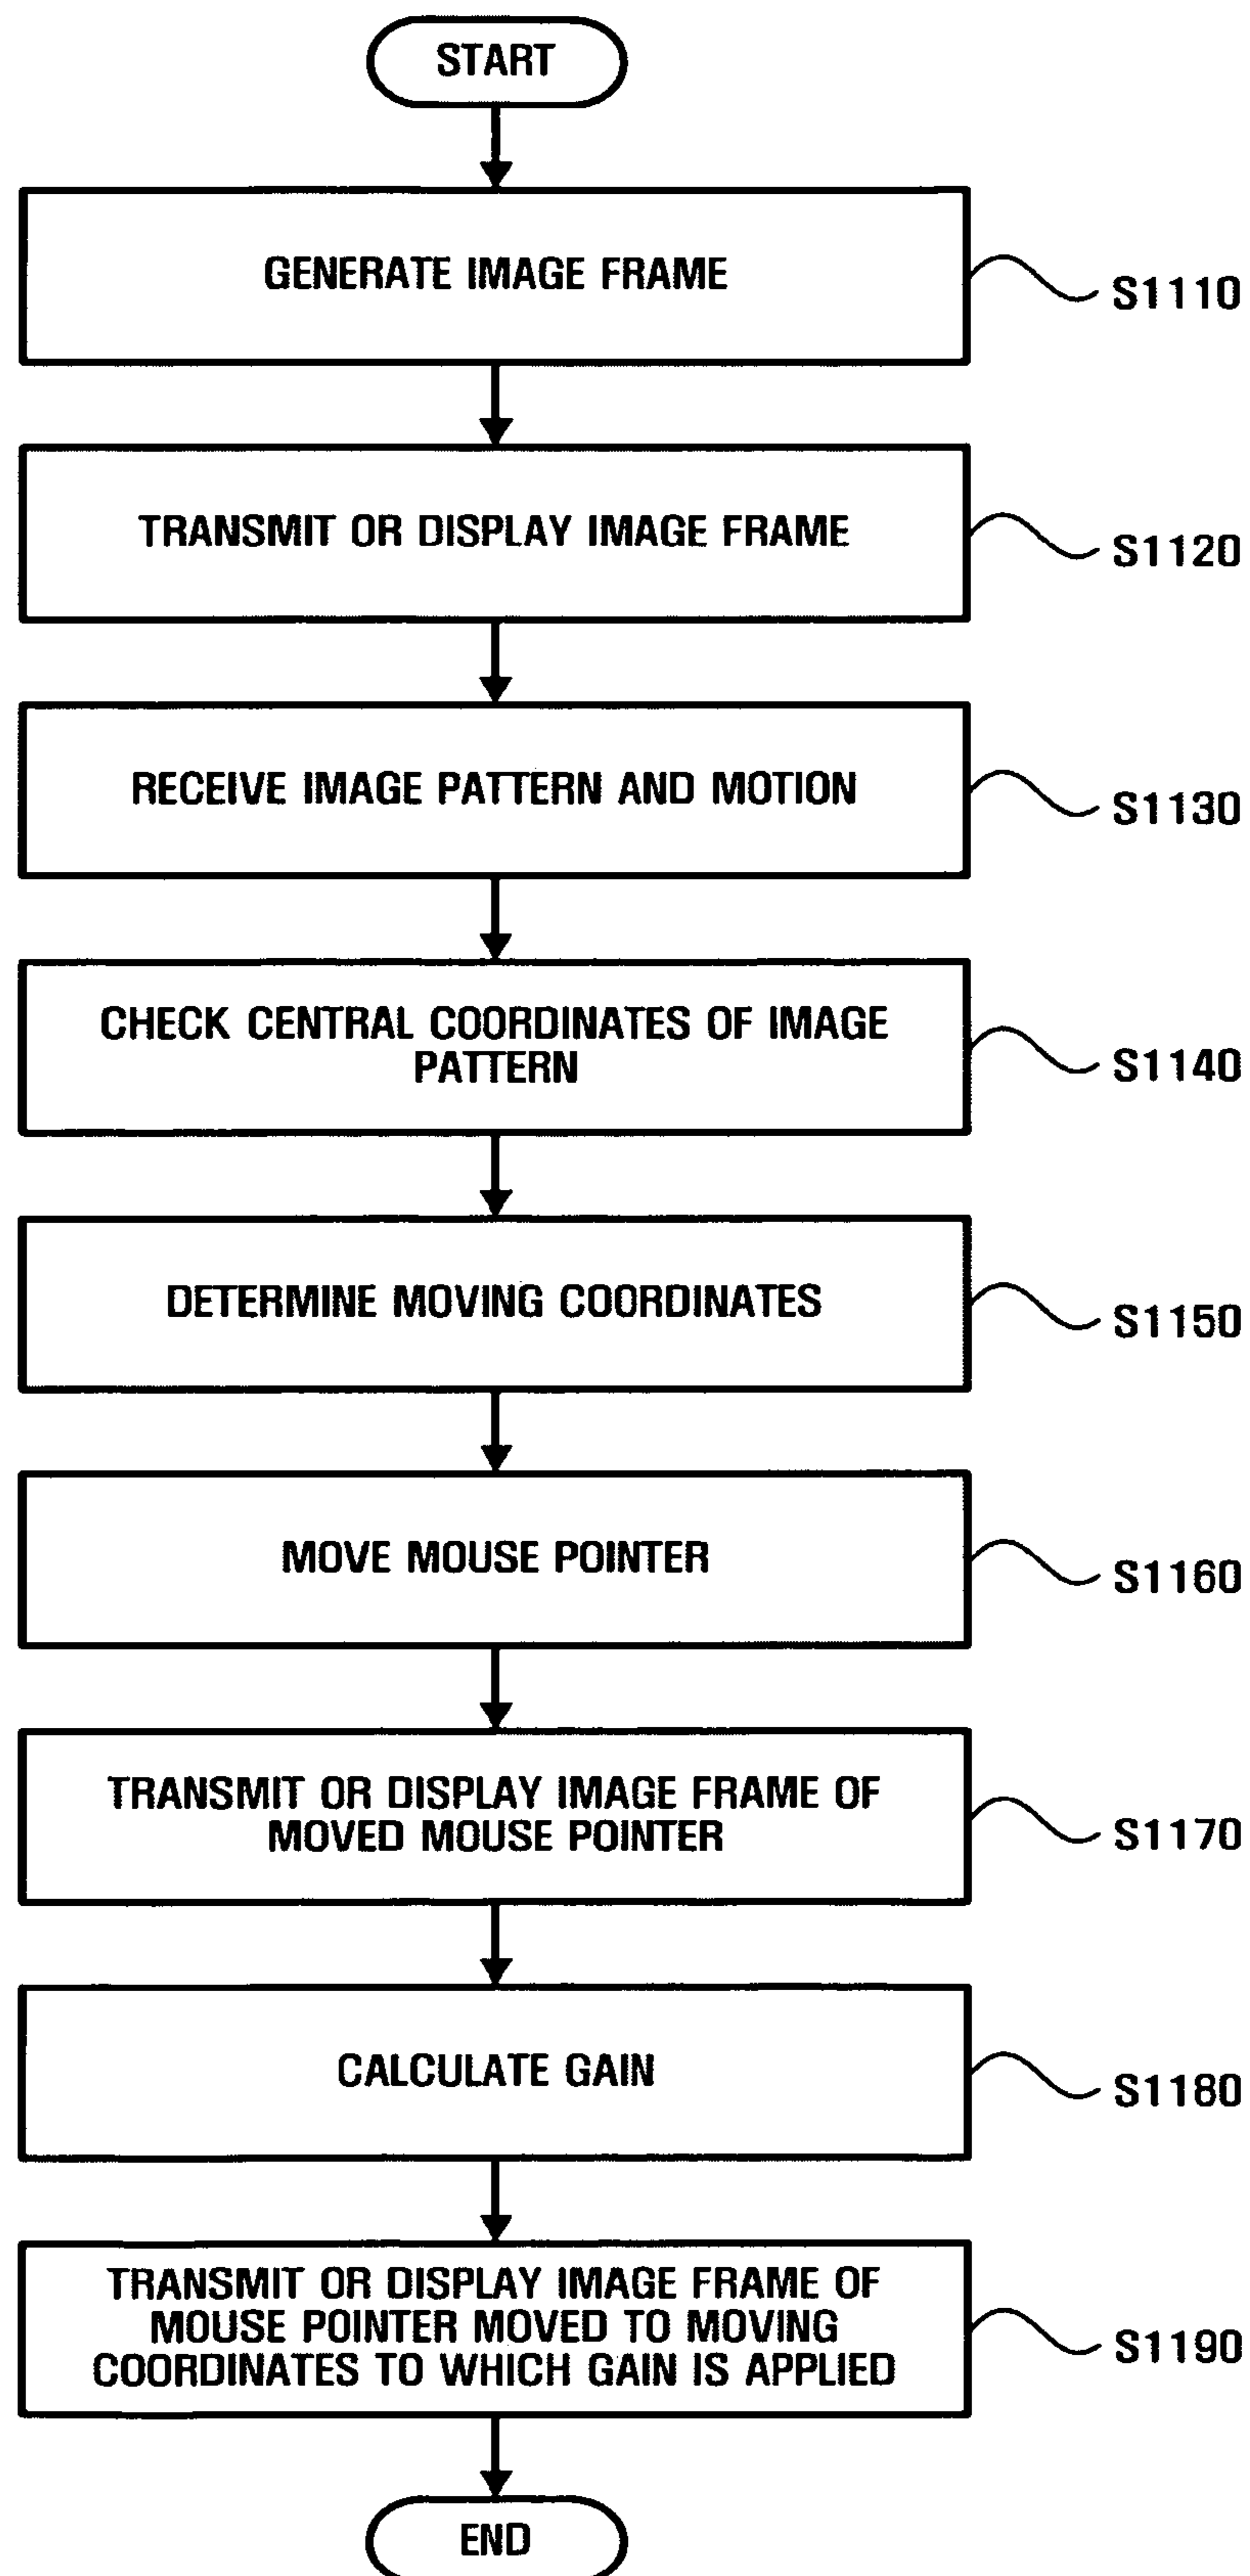 START
GENERATE IMAGE FRAME
S1110
TRANSMIT OR DISPLAY IMAGE FRAME
S1120
RECEIVE IMAGE PATTERN AND MOTION
S1130
CHECK CENTRAL COORDINATES OF IMAGE
PATTERN
S1140
DETERMINE MOVING COORDINATES
S1150
MOVE MOUSE POINTER
S1160
TRANSMIT OR DISPLAY IMAGE FRAME OF
MOVED MOUSE POINTER
S1170
CALCULATE GAIN
S1180
TRANSMIT OR DISPLAY IMAGE FRAME OF
MOUSE POINTER MOVED TO MOVING
COORDINATES TO WHICH GAIN IS APPLIED
S1190
END